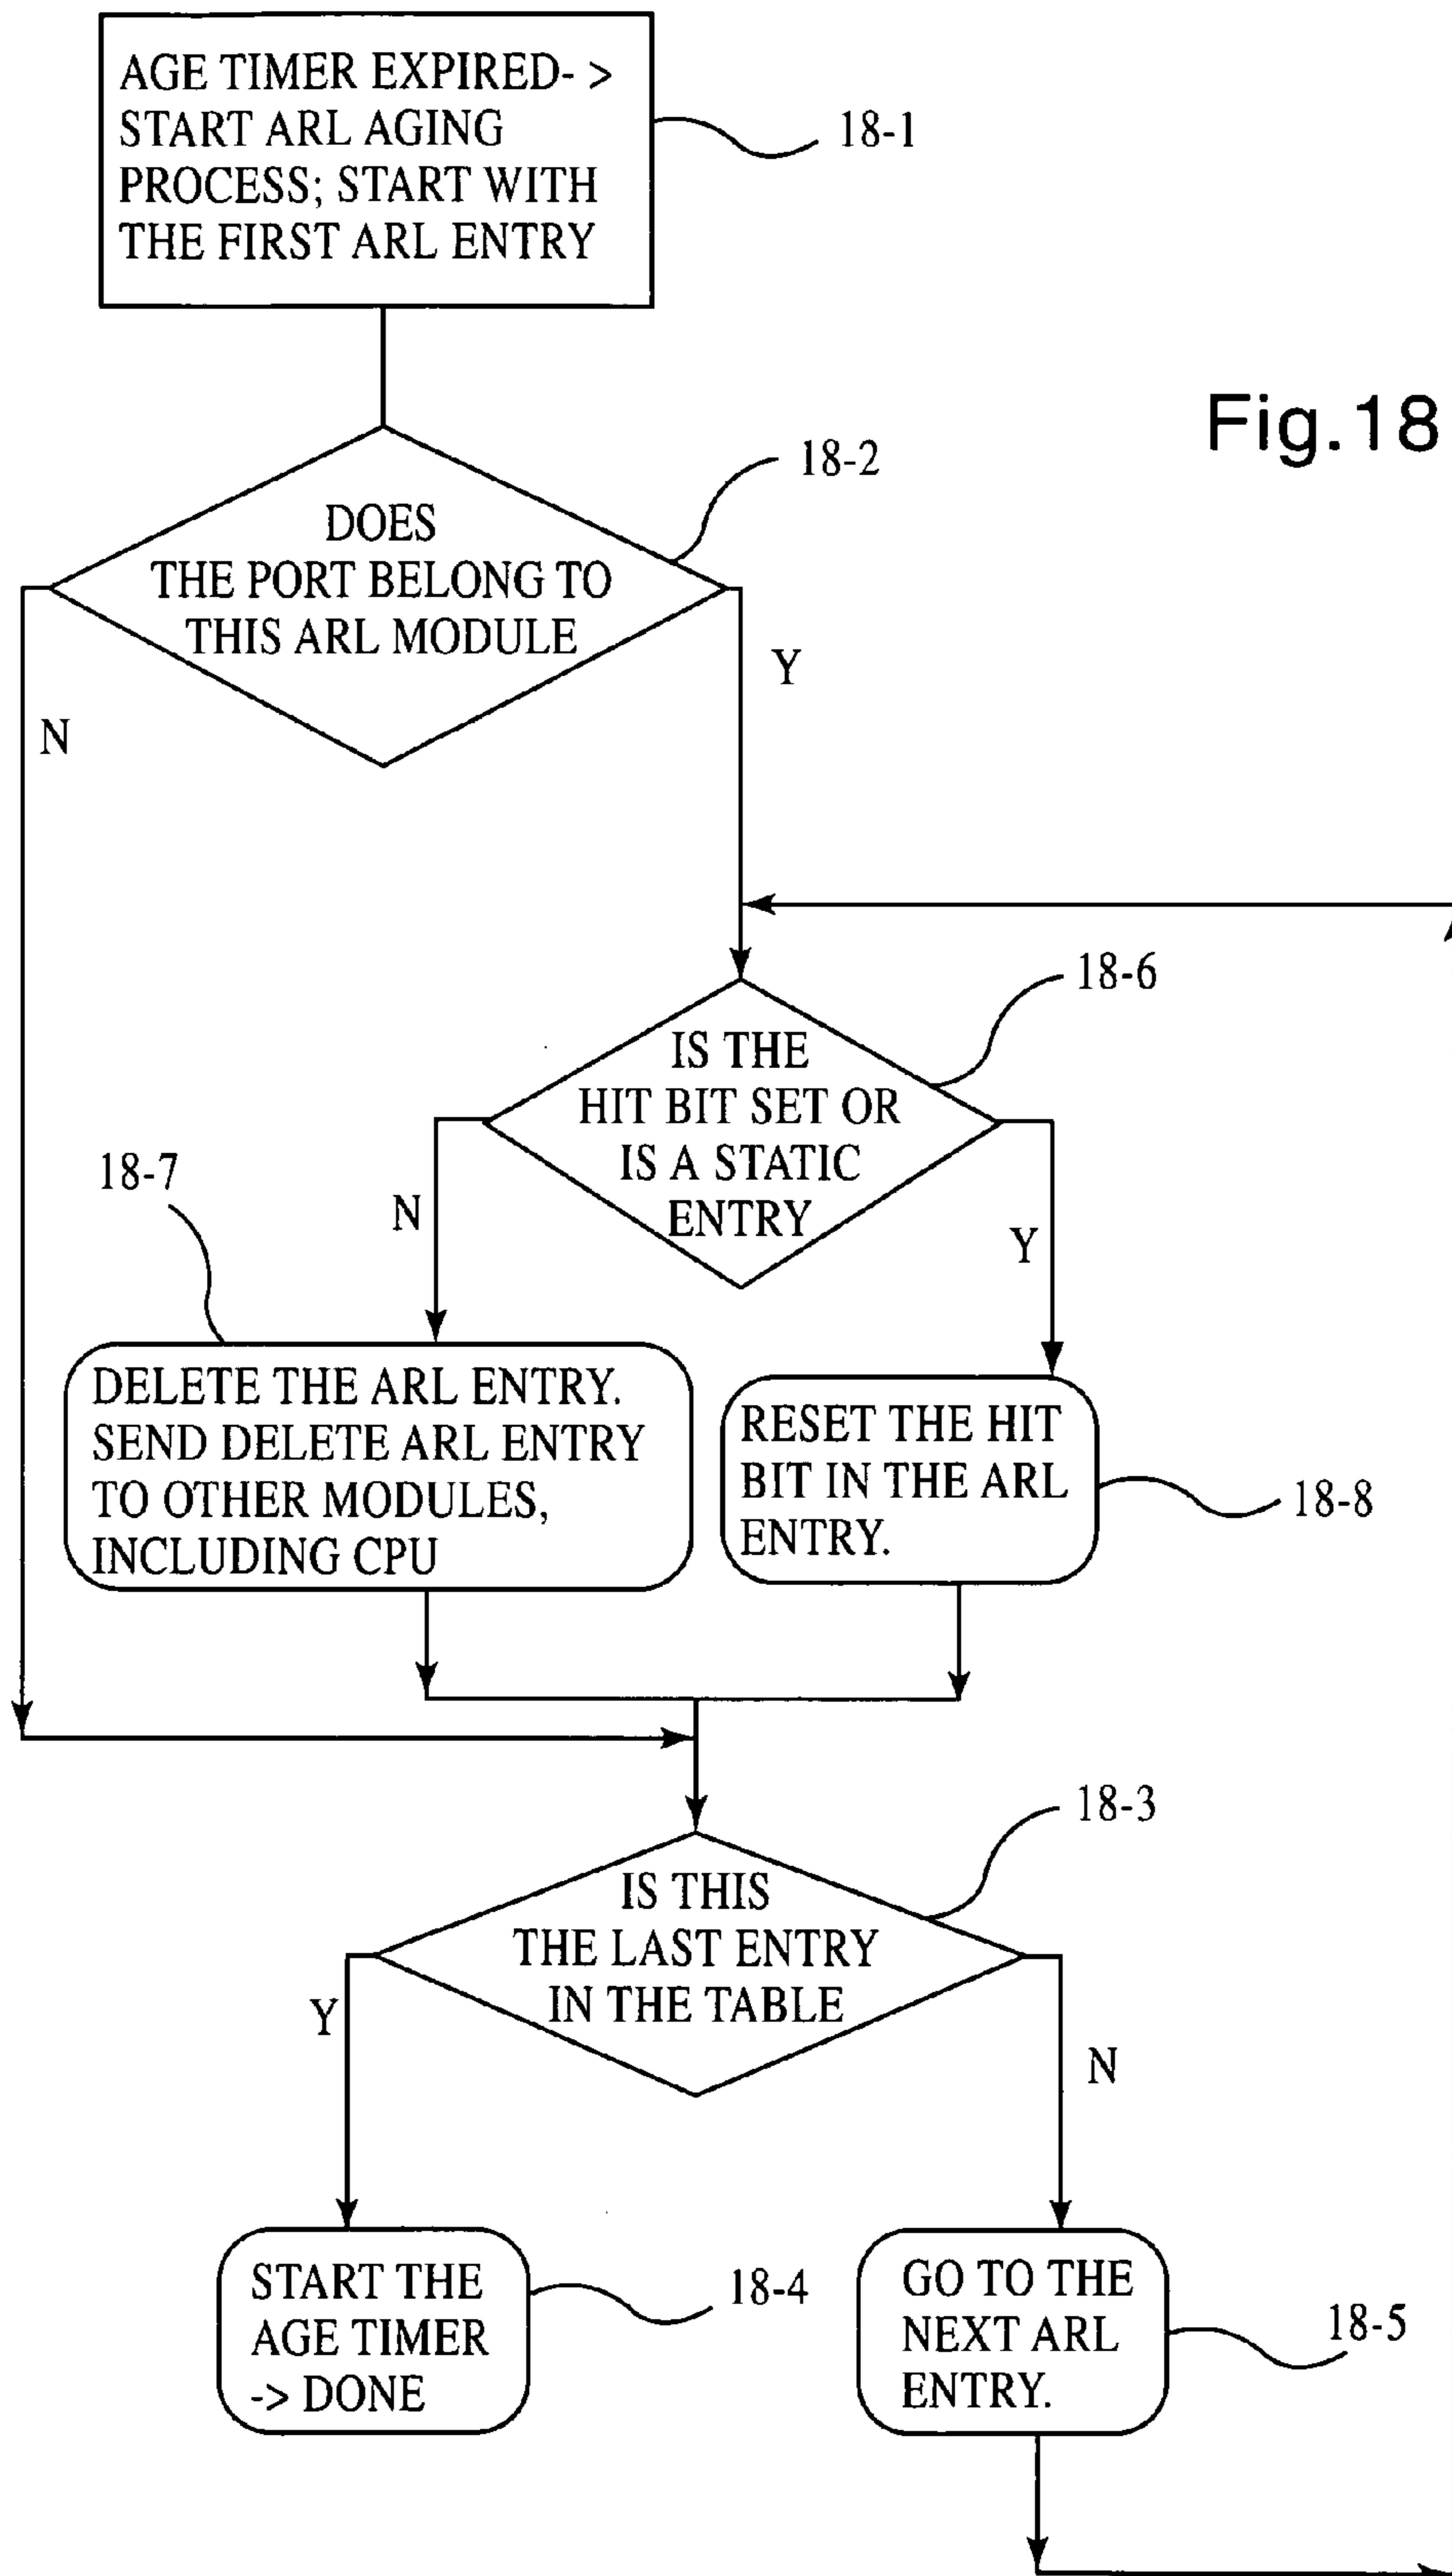 AGE TIMER EXPIRED- >
START ARL AGING
PROCESS; START WITH
THE FIRST ARL ENTRY
18-1
Fig.18
18-2
DOES
THE PORT BELONG TO
THIS ARL MODULE
Y
N
18-6
IS THE
HIT BIT SET OR
IS A STATIC
ENTRY
18-7
N
Y
DELETE THE ARL ENTRY.
SEND DELETE ARL ENTRY
TO OTHER MODULES,
INCLUDING CPU
RESET THE HIT
BIT IN THE ARL
ENTRY.
18-8
18-3
IS THIS
THE LAST ENTRY
IN THE TABLE
Y
N
START THE
AGE TIMER
-> DONE
18-4
GO TO THE
NEXT ARL
ENTRY.
18-5